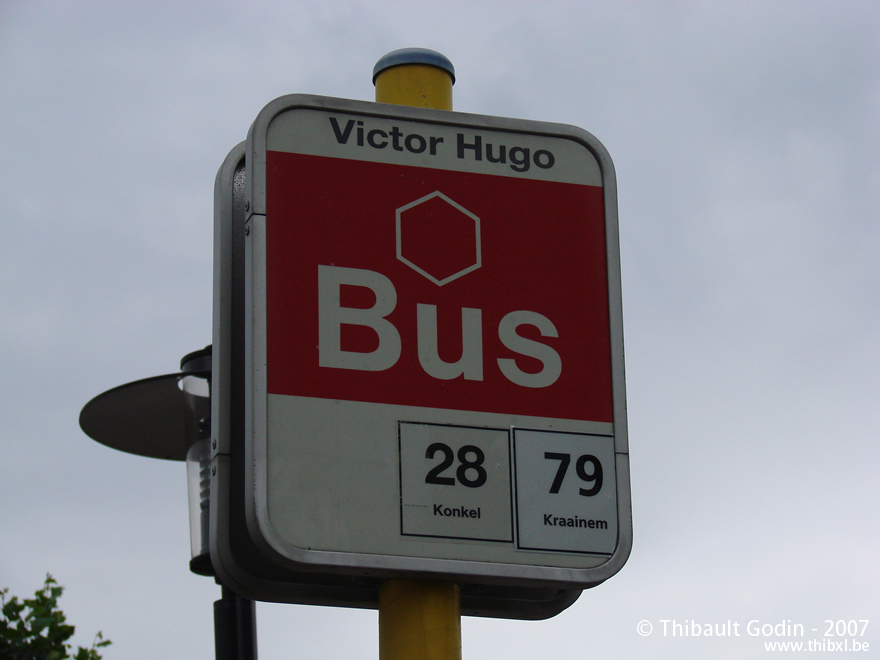 Victor Hugo
Bus
28
Konkel
79
Kraainem
© Thibault Godin - 2007
www.thibxl.be